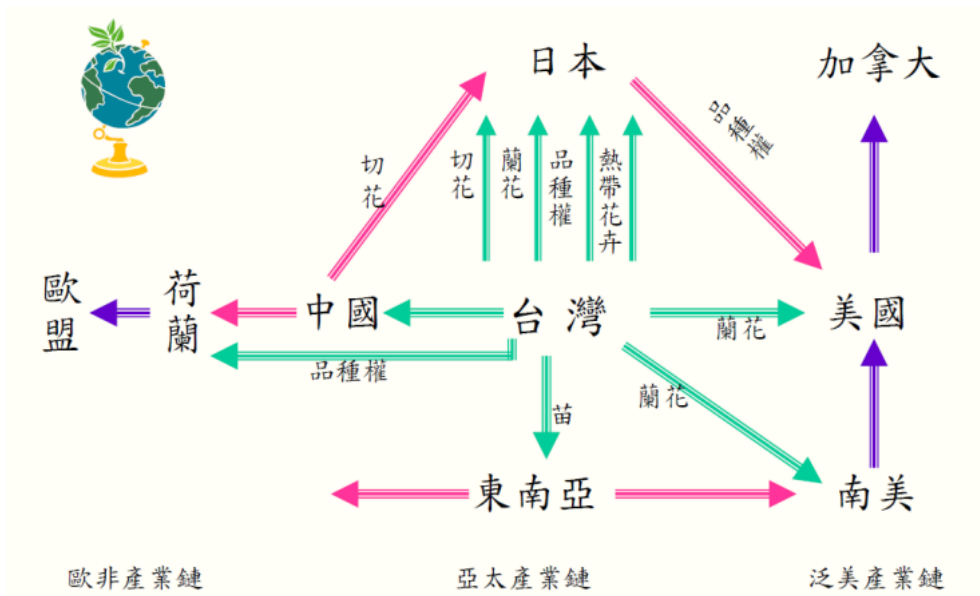 日本
加拿大
品種權
切花
切花
蘭花
品種權
熱帶花卉
歐盟
荷蘭
中國
台灣
美國
蘭花
品種權
蘭花
苗
東南亞
南美
歐非產業鏈
亞太產業鏈
泛美產業鏈